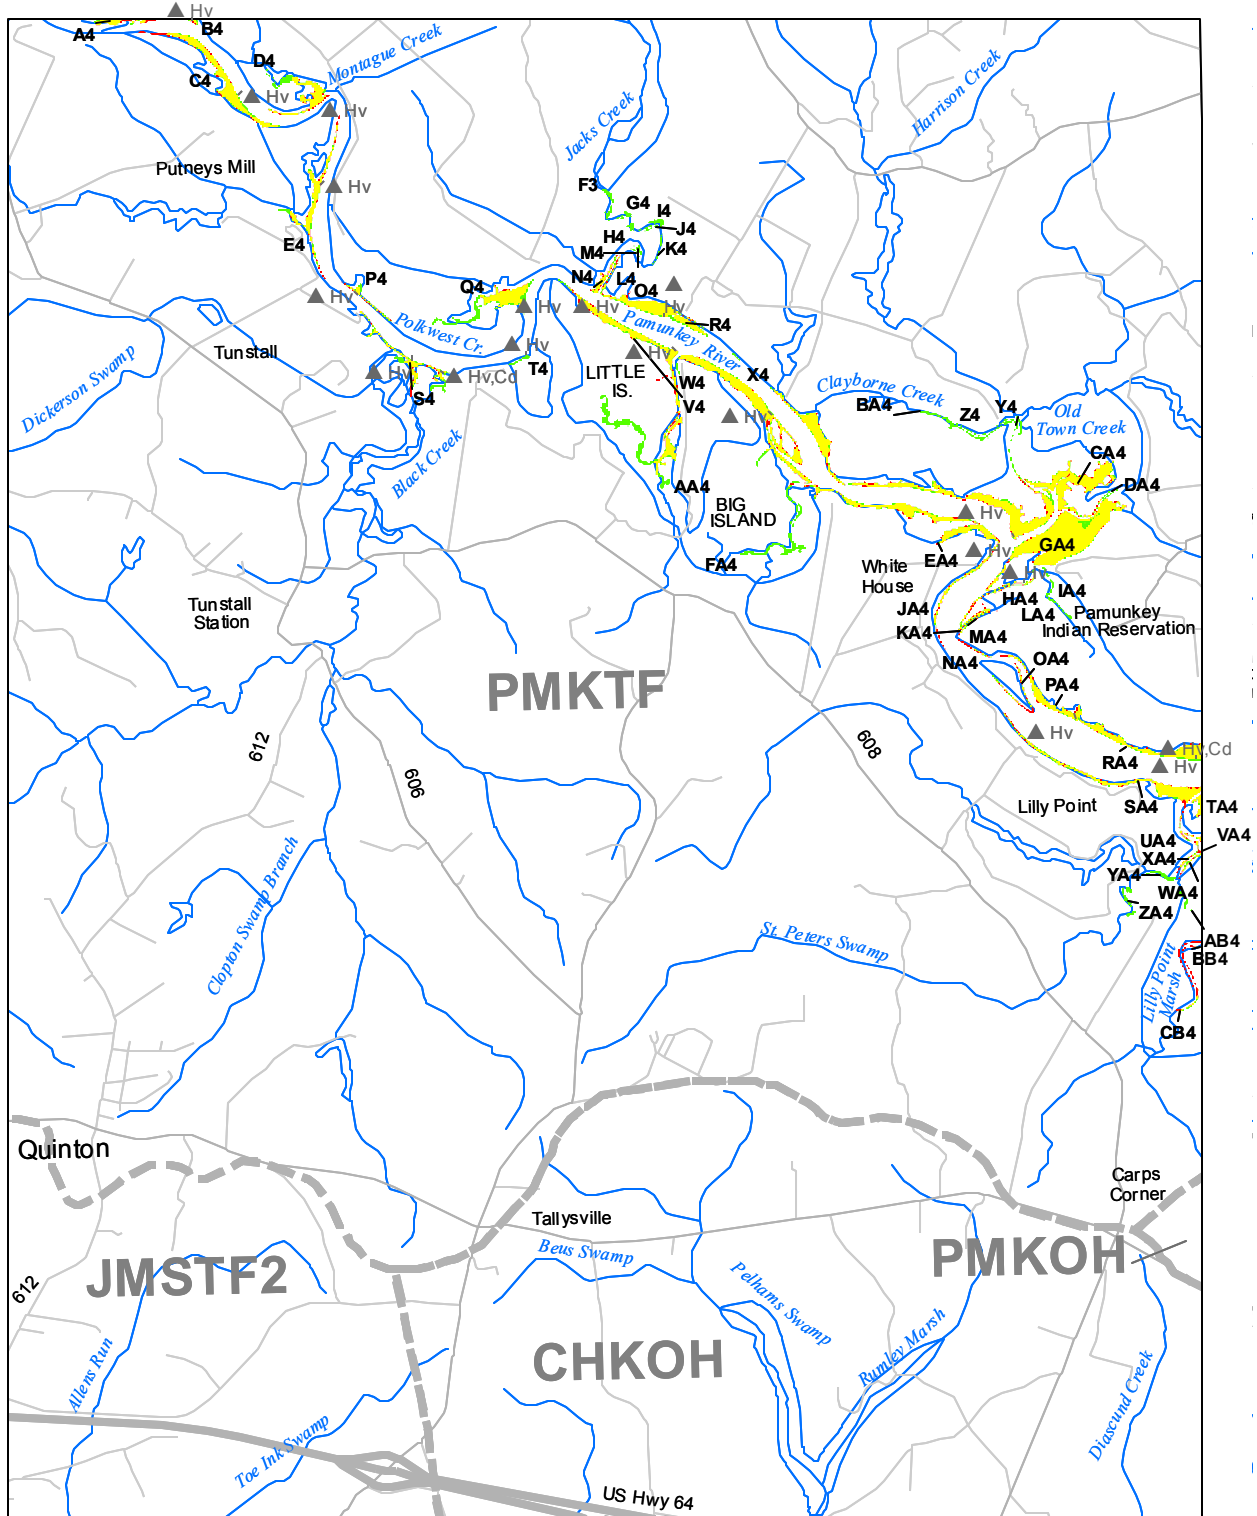 Hv
A4
B4
D4
Montague Creek
C4
Hv
Hv
Harrison Creek
Jacks Creek
Putneys Mill
Hv
F3
G4
I4
J4
H4
K4
M4
E4
P4
Q4
N4
L4
O4
Hv
Hv
Hv
Hv
R4
Polkwest Cr.
Pamunkey River
Hv
Hv
Tunstall
Dickerson Swamp
Hv
Hv,Cd
T4
LITTLE
IS.
W4
X4
V4
S4
Clayborne Creek
BA4
Z4
Y4
Old
Town Creek
Hv
Black Creek
CA4
DA4
AA4
BIG
ISLAND
Hv
GA4
Hv
EA4
FA4
White
House
Hv
HA4
IA4
LA4
Pamunkey
Indian Reservation
JA4
KA4
MA4
Tunstall
Station
NA4
OA4
PA4
PMKTF
612
606
608
Hv
Hv,Cd
Hv
RA4
Lilly Point
SA4
TA4
UA4
VA4
XA4
YA4
WA4
ZA4
Clopton Swamp Branch
St. Peters Swamp
AB4
BB4
Lilly Point
Marsh
CB4
Quinton
Carps
Corner
Tallysville
Beus Swamp
PMKOH
JMSTF2
612
Pelhams Swamp
Rumley Marsh
CHKOH
Allens Run
Diascund Creek
Toe Ink Swamp
US Hwy 64